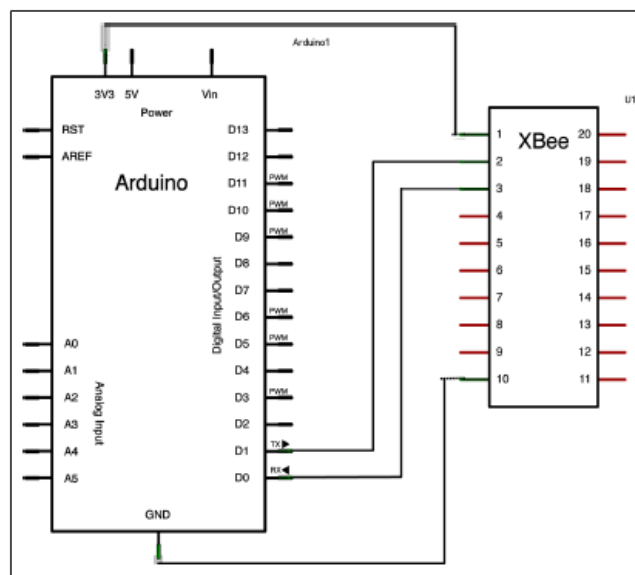 Arduino1
3V3 5V Vin
Power
U1
RST D13
AREF D12
Arduino
PWM D11
PWM D10
PWM D9
D8
D7
PWM D6
PWM D5
D4
PWM D3
D2
TX D1
RX D0
Digital Input/Output
A0
A1
A2
A3
A4
A5
Analog Input
GND
XBee
1 20
2 19
3 18
4 17
5 16
6 15
7 14
8 13
9 12
10 11